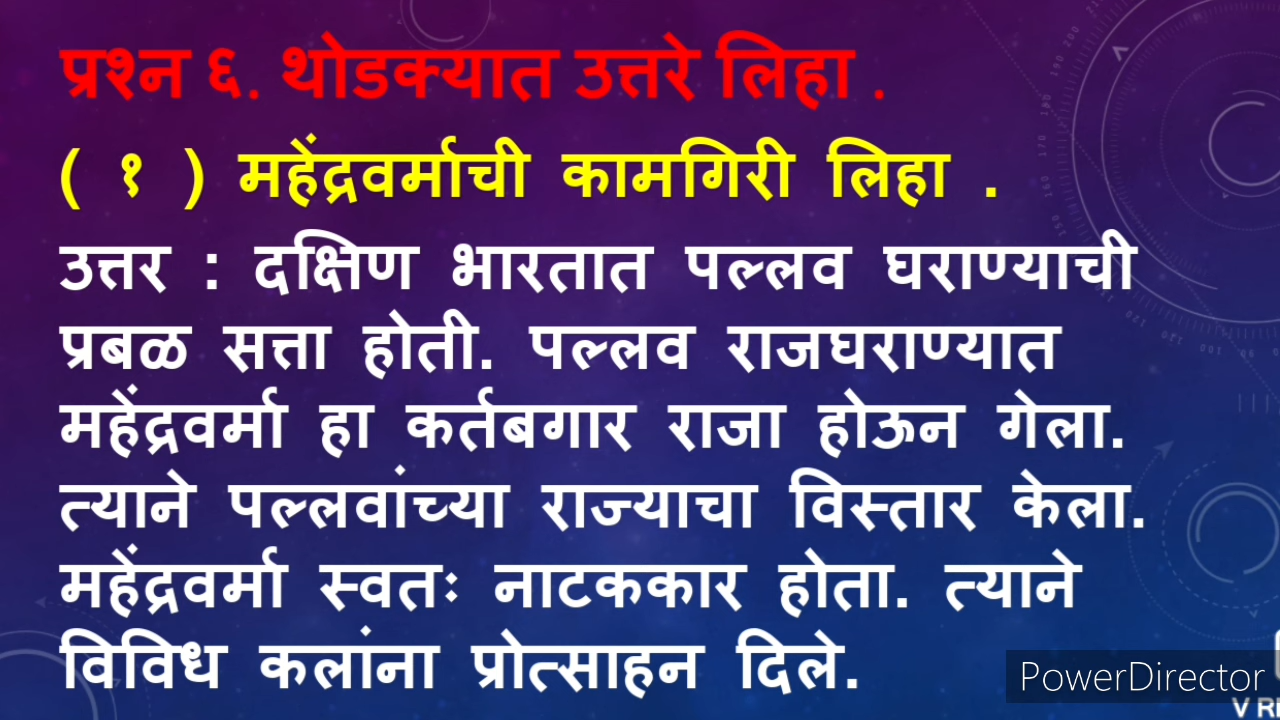 प्रश्न ६. थोडक्यात उत्तरे लिहा .
( १ ) महेंद्रवर्माची कामगिरी लिहा .
उत्तर : दक्षिण भारतात पल्लव घराण्याची
प्रबळ सत्ता होती. पल्लव राजघराण्यात
महेंद्रवर्मा हा कर्तबगार राजा होऊन गेला.
त्याने पल्लवांच्या राज्याचा विस्तार केला.
महेंद्रवर्मा स्वतः नाटककार होता. त्याने
विविध कलांना प्रोत्साहन दिले.
PowerDirector